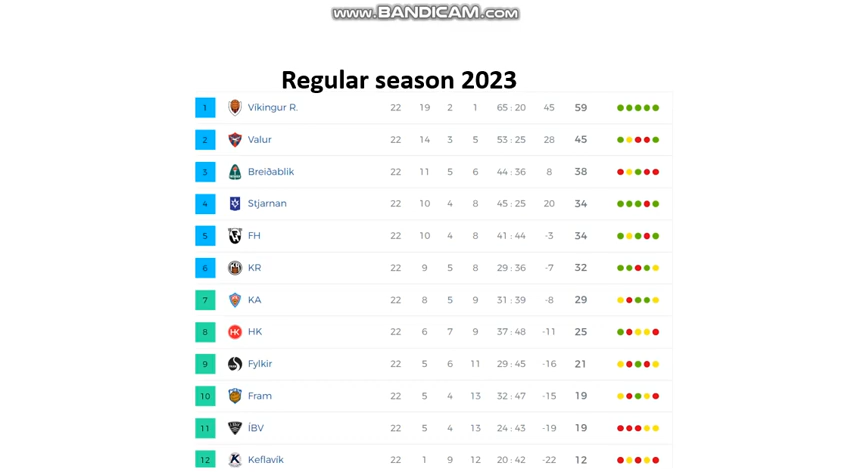 www.BANDICAM.com
Regular season 2023
1 Víkingur R. 22 19 2 1 65 : 20 45 59
2 Valur 22 14 3 5 53 : 25 28 45
3 Breiðablik 22 11 5 6 44 : 36 8 38
4 Stjarnan 22 10 4 8 45 : 25 20 34
5 FH 22 10 4 8 41 : 44 -3 34
6 KR 22 9 5 8 29 : 36 -7 32
7 KA 22 8 5 9 31 : 39 -8 29
8 HK 22 6 7 9 37 : 48 -11 25
9 Fylkir 22 5 6 11 29 : 45 -16 21
10 Fram 22 5 4 13 32 : 47 -15 19
11 ÍBV 22 5 4 13 24 : 43 -19 19
12 Keflavík 22 1 9 12 20 : 42 -22 12